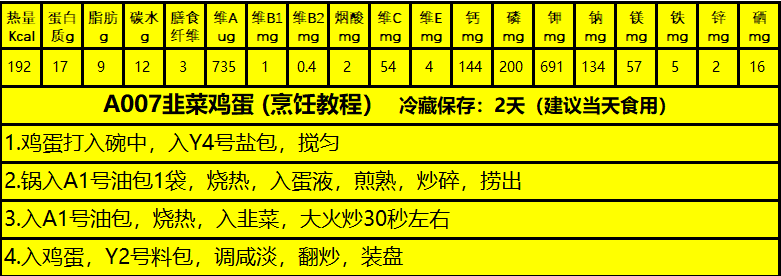 热量 蛋白 脂肪 碳水 膳食 维A 维B1 维B2 烟酸 维C 维E 钙 磷 钾 钠 镁 铁 锌 硒
Kcal 质g g g 纤维 ug mg mg mg mg mg mg mg mg mg mg mg mg mg
192 17 9 12 3 735 1 0.4 2 54 4 144 200 691 134 57 5 2 16
A007韭菜鸡蛋 (烹饪教程） 冷藏保存：2天（建议当天食用）
1.鸡蛋打入碗中，入Y4号盐包，搅匀
2.锅入A1号油包1袋，烧热，入蛋液，煎熟，炒碎，捞出
3.入A1号油包，烧热，入韭菜，大火炒30秒左右
4.入鸡蛋，Y2号料包，调咸淡，翻炒，装盘